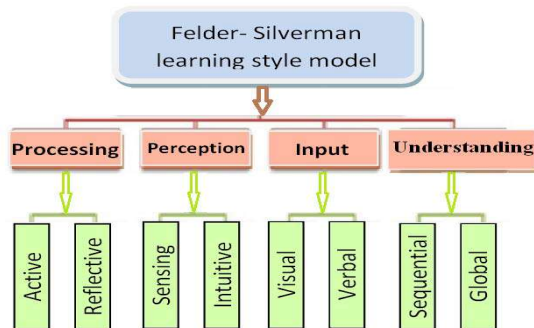 Felder- Silverman
learning style model
Processing
Perception
Input
Understanding
Active
Reflective
Sensing
Intuitive
Visual
Verbal
Sequential
Global